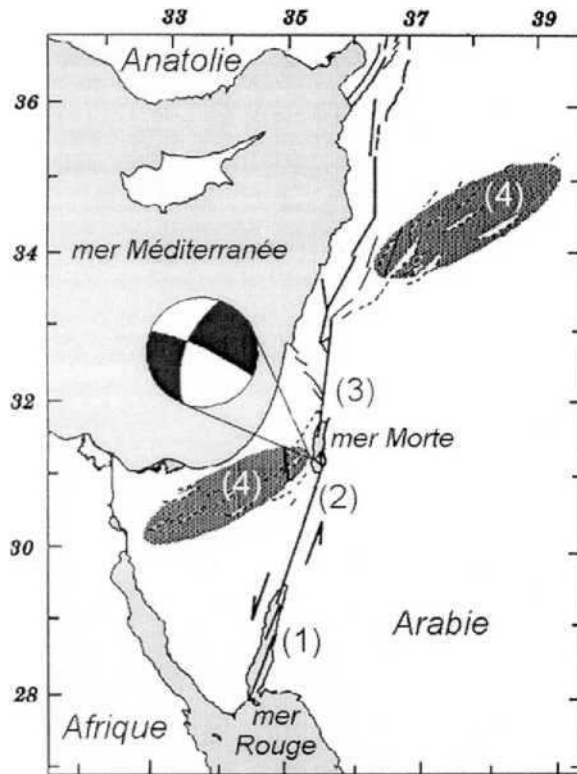 33 35 37 39
Anatolie
36
(4)
34
mer Méditerranée
32
(3)
mer Morte
(4)
(2)
30
Arabie
(1)
28
mer
Rouge
Afrique